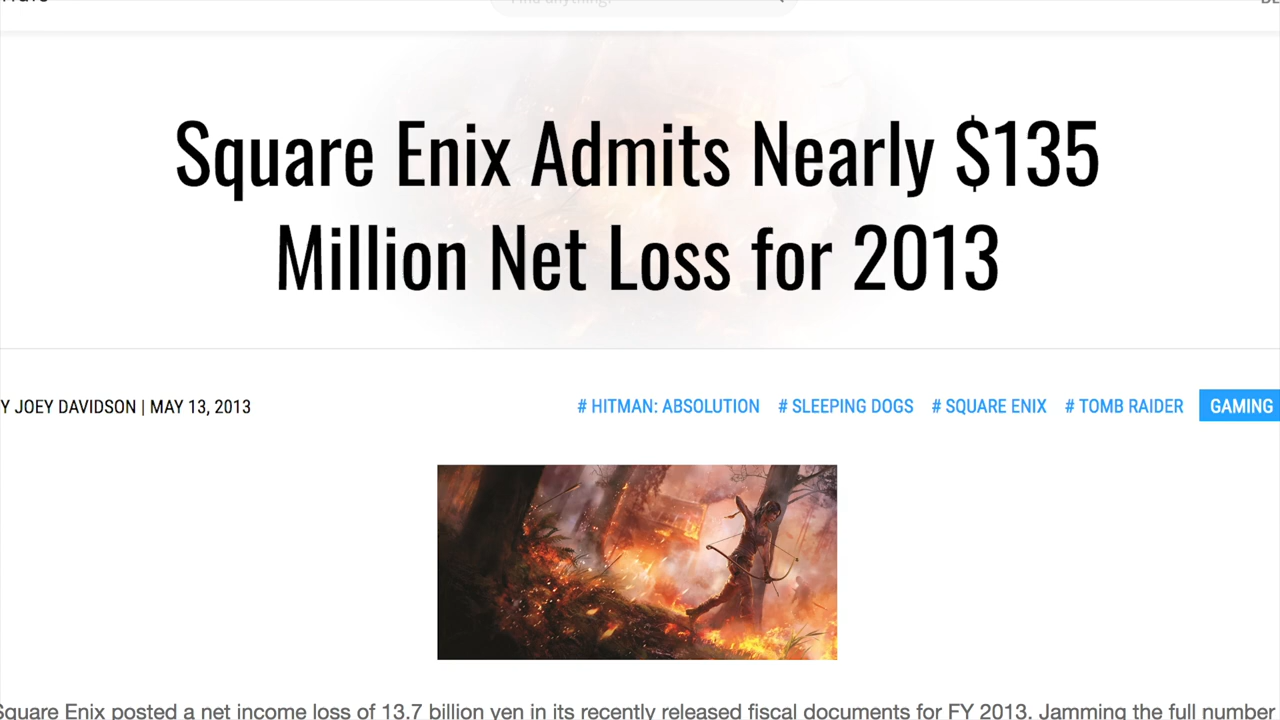 Square Enix Admits Nearly $135
Million Net Loss for 2013
Y JOEY DAVIDSON | MAY 13, 2013
# HITMAN: ABSOLUTION # SLEEPING DOGS # SQUARE ENIX # TOMB RAIDER GAMING
Square Enix posted a net income loss of 13.7 billion yen in its recently released fiscal documents for FY 2013. Jamming the full number